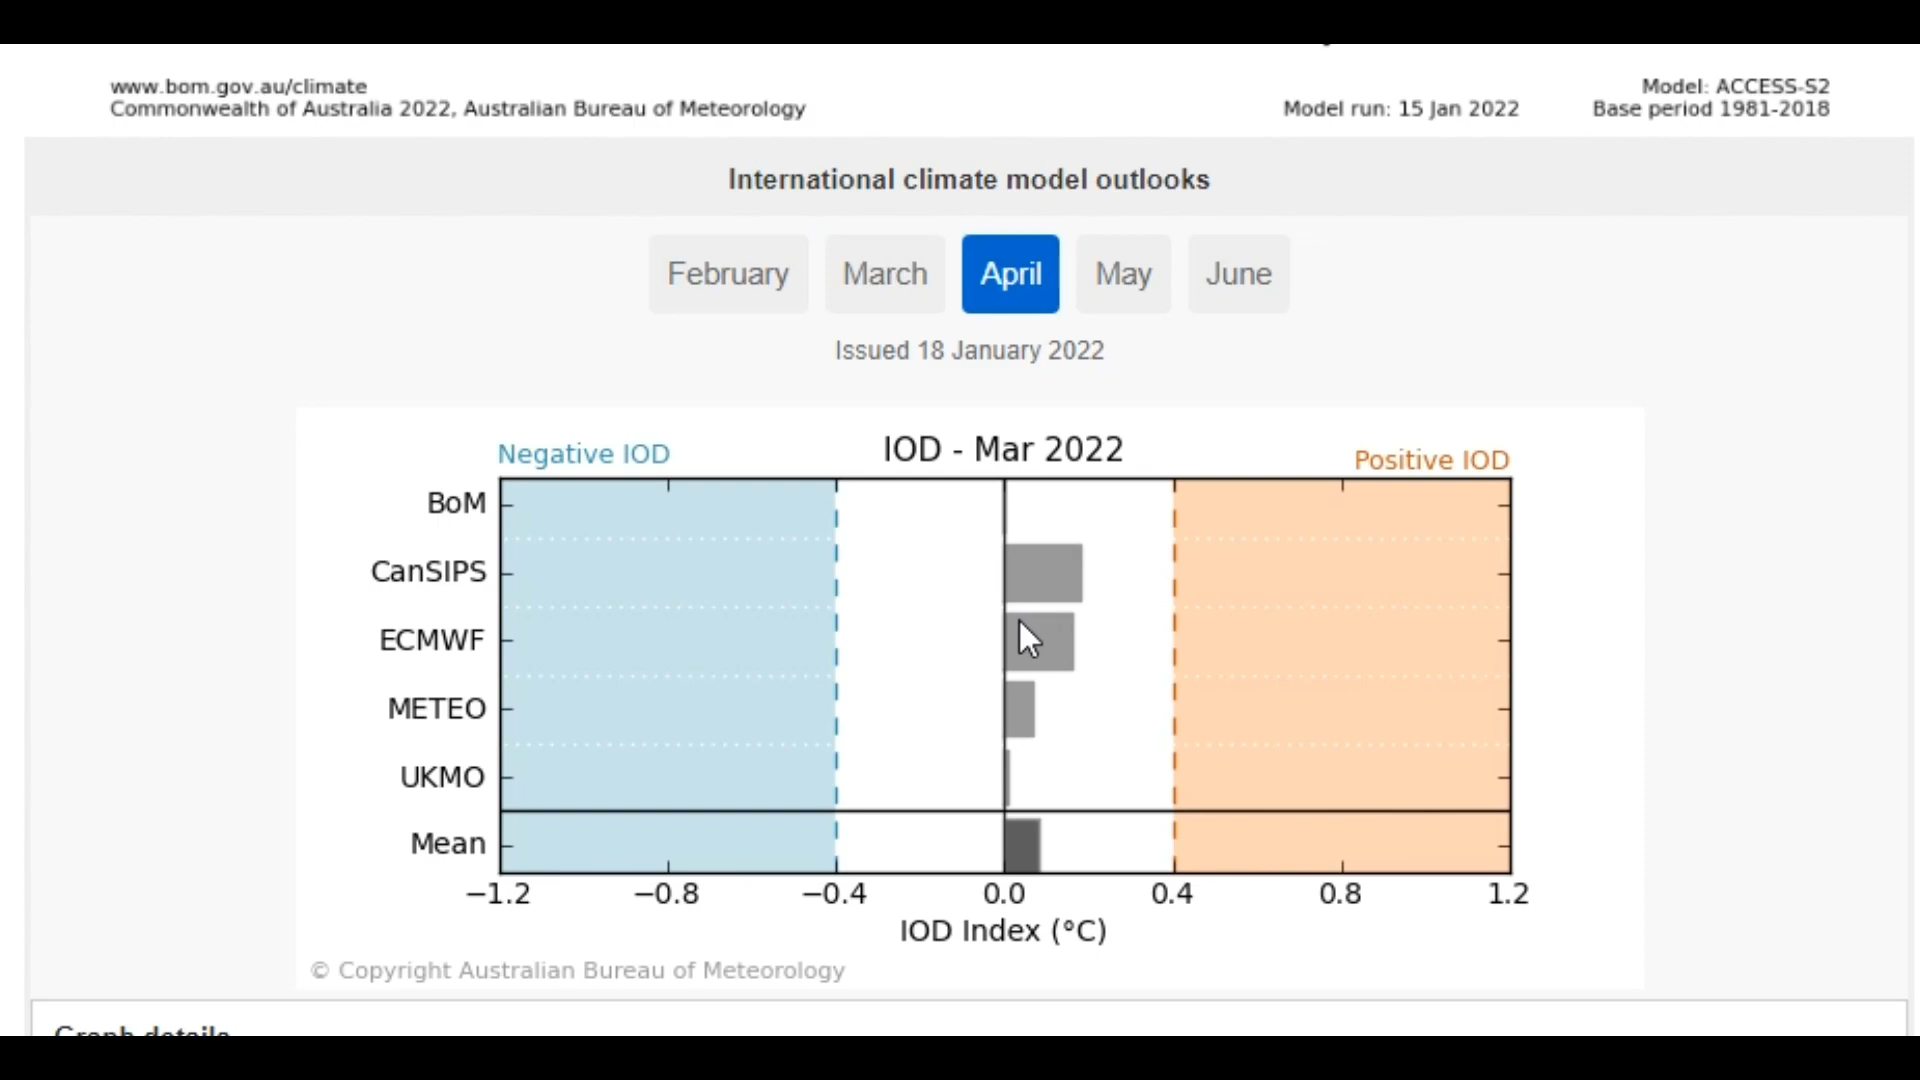 www.bom.gov.au/climate
Commonwealth of Australia 2022, Australian Bureau of Meteorology
Model: ACCESS-S2
Model run: 15 Jan 2022
Base period 1981-2018
International climate model outlooks
February
March
April
May
June
Issued 18 January 2022
Negative IOD
IOD - Mar 2022
Positive IOD
BoM
CanSIPS
ECMWF
METEO
UKMO
Mean
−1.2
−0.8
−0.4
0.0
0.4
0.8
1.2
IOD Index (°C)
© Copyright Australian Bureau of Meteorology
Graph details